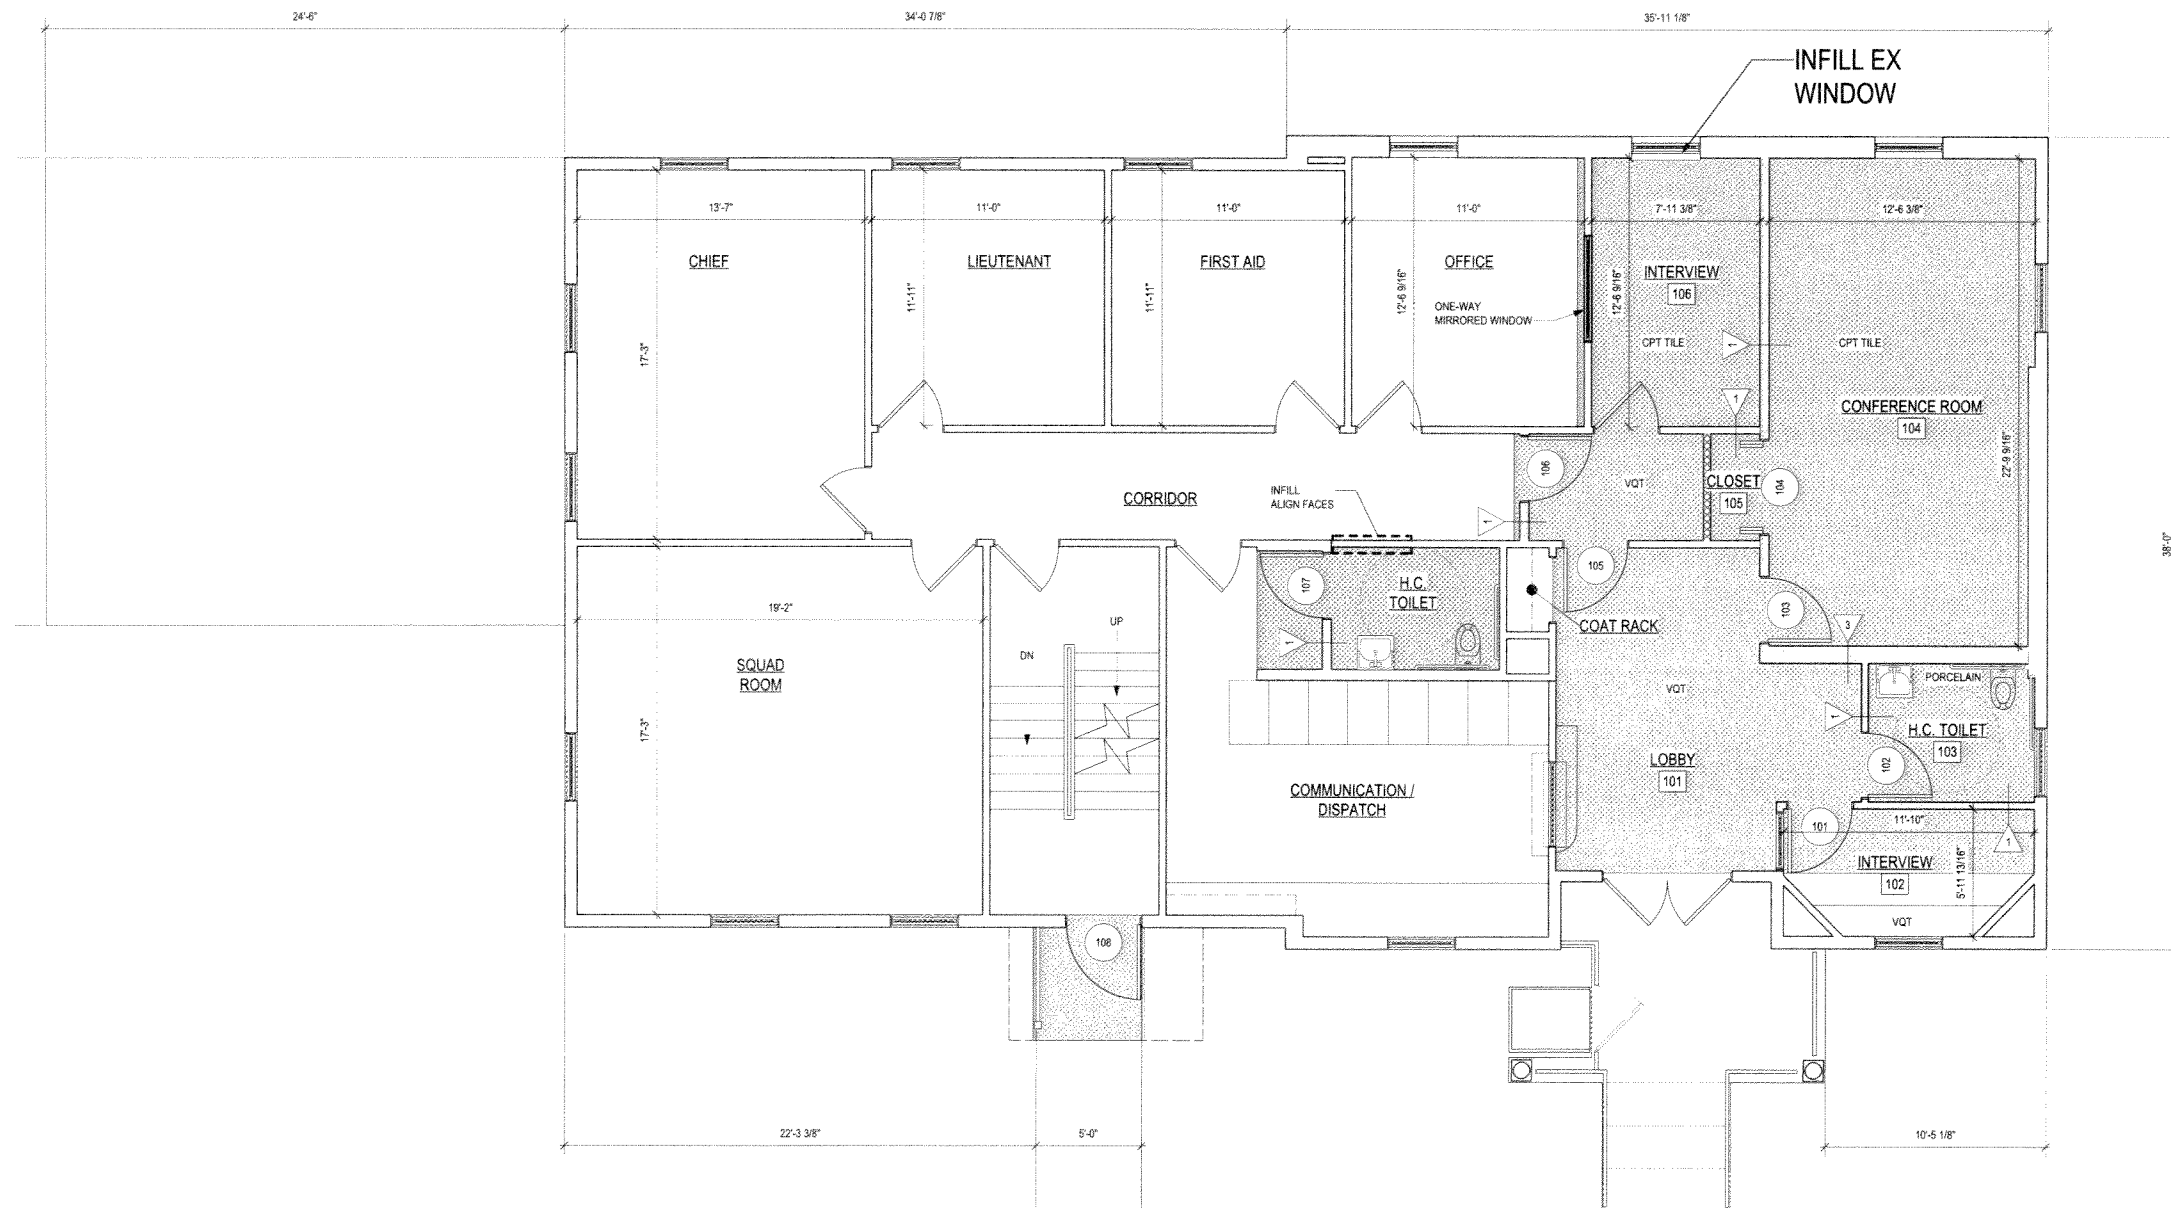 24'-6"
34'-0 7/8"
35'-11 1/8"
INFILL EX
WINDOW
13'-7"
11'-0"
11'-0"
11'-0"
7'-11 3/8"
12'-6 3/8"
CHIEF
LIEUTENANT
FIRST AID
OFFICE
INTERVIEW
106
11'-11"
11'-11"
12'-6 9/16"
12'-6 9/16"
ONE-WAY
MIRRORED WINDOW
17'-3"
CPT TILE
1
CPT TILE
1
CONFERENCE ROOM
104
22'-9 9/16"
CORRIDOR
INFILL
ALIGN FACES
106
VQT
CLOSET
105
104
1
38'-0"
107
H.C.
TOILET
105
COAT RACK
103
3
1
19'-2"
UP
DN
SQUAD
ROOM
17'-3"
VQT
PORCELAIN
1
H.C. TOILET
103
LOBBY
101
102
COMMUNICATION /
DISPATCH
101
11'-10"
1
INTERVIEW
102
5'-11 13/16"
VQT
108
22'-3 3/8"
5'-0"
10'-5 1/8"